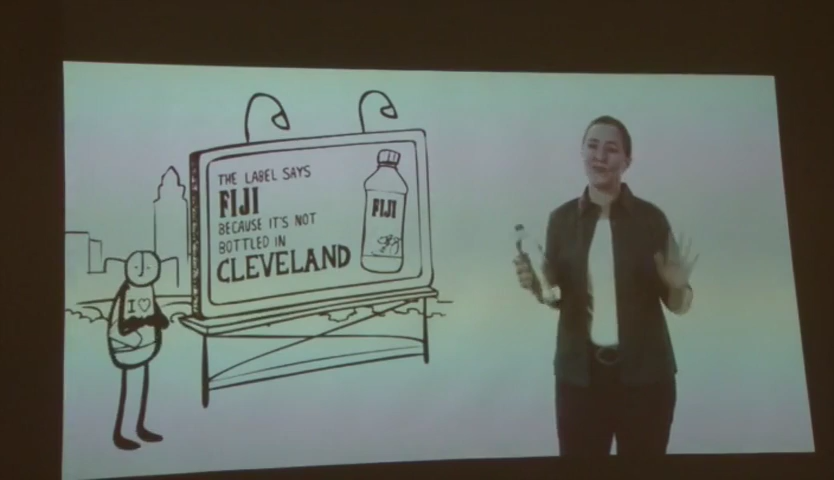 THE LABEL SAYS
FIJI
BECAUSE IT'S NOT
BOTTLED IN
CLEVELAND
FIJI
I ♡